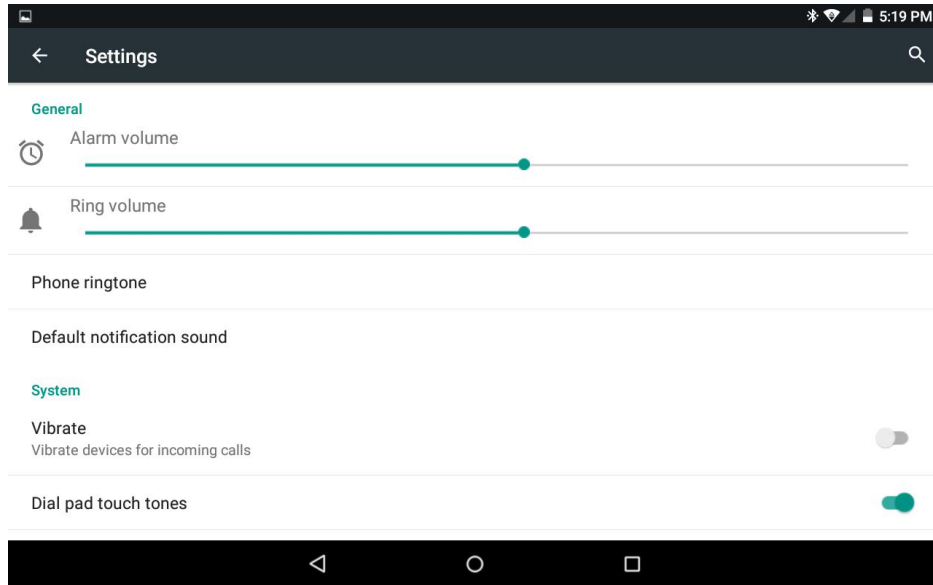 5:19 PM
Settings
General
Alarm volume
Ring volume
Phone ringtone
Default notification sound
System
Vibrate
Vibrate devices for incoming calls
Dial pad touch tones